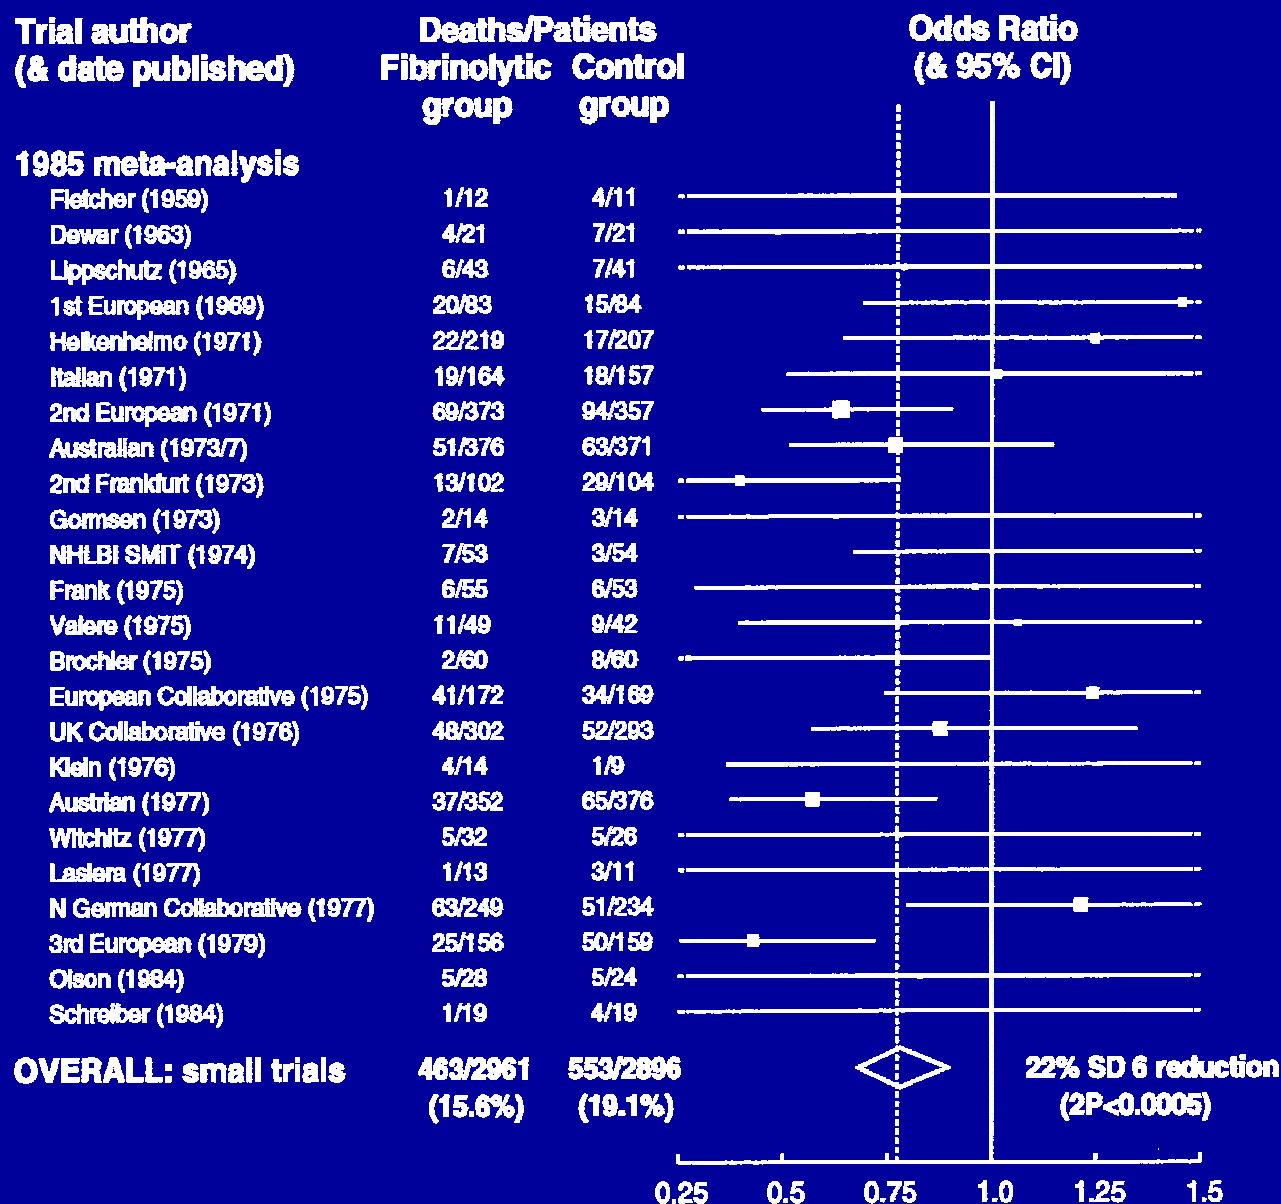 Trial author Deaths/Patients Odds Ratio
(& date published) Fibrinolytic Control (& 95% CI)
group group
1985 meta-analysis
Fletcher (1959) 1/12 4/11
Dewar (1963) 4/21 7/21
Lippschutz (1965) 6/43 7/41
1st European (1969) 20/83 15/84
Heikenheimo (1971) 22/219 17/207
Italian (1971) 19/164 18/157
2nd European (1971) 69/373 94/357
Australian (1973/7) 51/376 63/371
2nd Frankfurt (1973) 13/102 29/104
Gormsen (1973) 2/14 3/14
NHLBI SMIT (1974) 7/53 3/54
Frank (1975) 6/55 6/53
Valere (1975) 11/49 9/42
Brochier (1975) 2/60 8/60
European Collaborative (1975) 41/172 34/169
UK Collaborative (1976) 48/302 52/293
Klein (1976) 4/14 1/9
Austrian (1977) 37/352 65/376
Witchitz (1977) 5/32 5/26
Lasiera (1977) 1/13 3/11
N German Collaborative (1977) 63/249 51/234
3rd European (1979) 25/156 50/159
Olson (1984) 5/28 5/24
Schreiber (1984) 1/19 4/19
OVERALL: small trials 463/2961 553/2896 22% SD 6 reduction
(15.6%) (19.1%) (2P<0.0005)
0.25 0.5 0.75 1.0 1.25 1.5